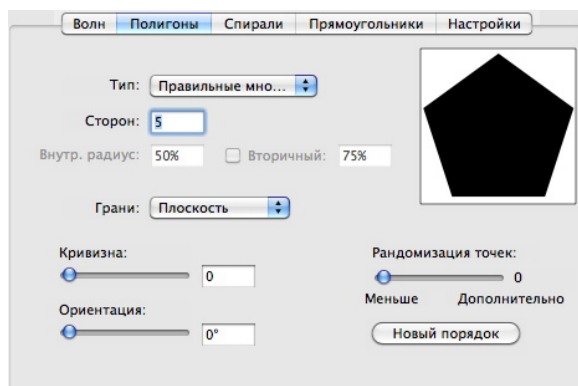 Волн Полигоны Спирали Прямоугольники Настройки
Тип: Правильные мно...
Сторон: 5
Внутр. радиус: 50% Вторичный: 75%
Грани: Плоскость
Кривизна:
0
Ориентация:
0°
Рандомизация точек:
0
Меньше Дополнительно
Новый порядок